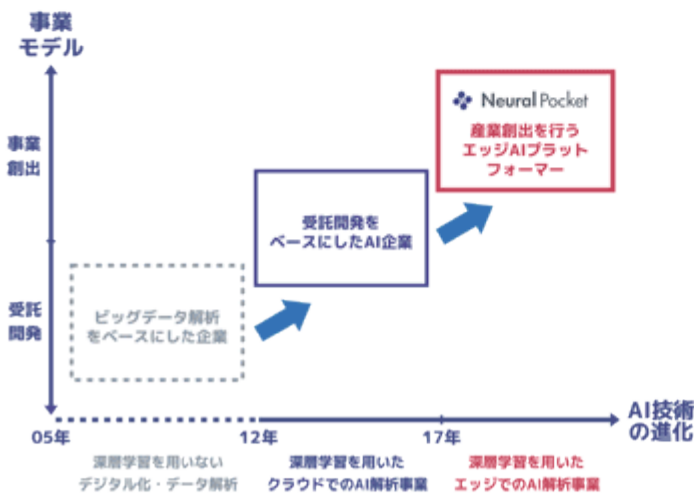 事業
モデル
事業
創出
受託
開発
Neural Pocket
産業創出を行う
エッジAIプラット
フォーマー
受託開発を
ベースにしたAI企業
ビッグデータ解析
をベースにした企業
05年
12年
17年
AI技術
の進化
深層学習を用いない
デジタル化・データ解析
深層学習を用いた
クラウドでのAI解析事業
深層学習を用いた
エッジでのAI解析事業